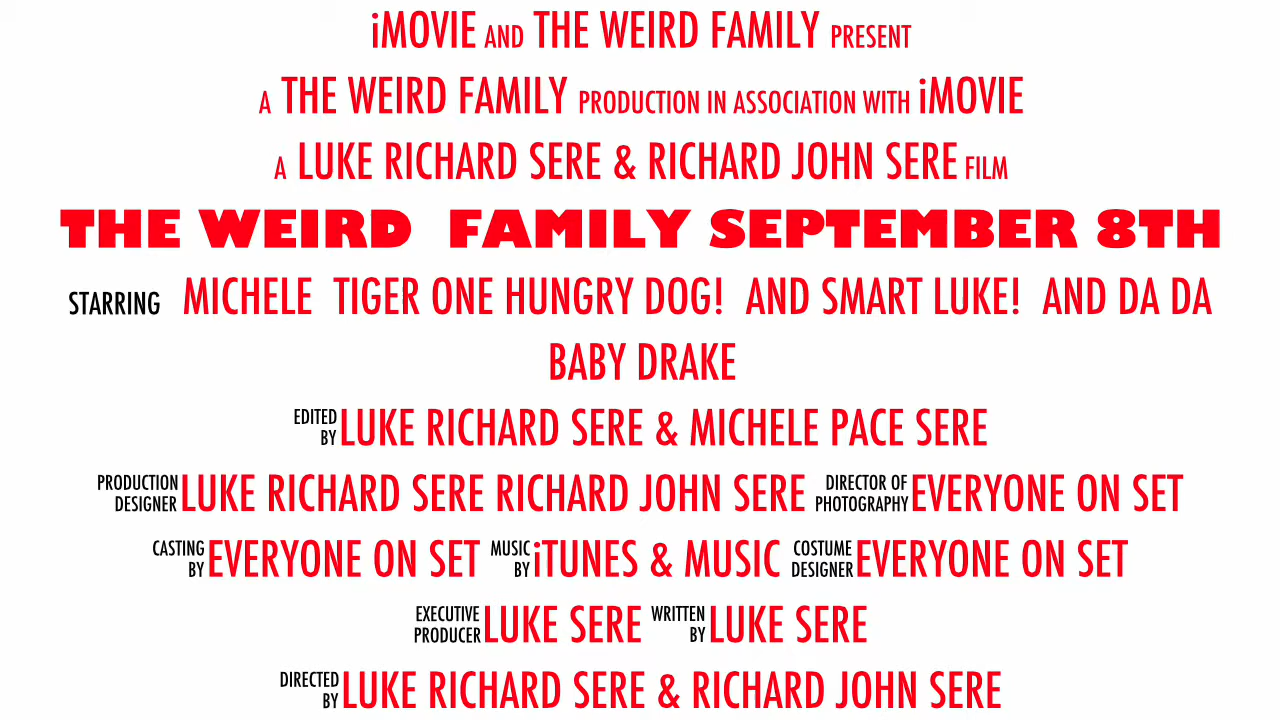 iMOVIE AND THE WEIRD FAMILY PRESENT
A THE WEIRD FAMILY PRODUCTION IN ASSOCIATION WITH iMOVIE
A LUKE RICHARD SERE & RICHARD JOHN SERE FILM
THE WEIRD FAMILY SEPTEMBER 8TH
STARRING MICHELE TIGER ONE HUNGRY DOG! AND SMART LUKE! AND DA DA
BABY DRAKE
EDITED BY LUKE RICHARD SERE & MICHELE PACE SERE
PRODUCTION DESIGNER LUKE RICHARD SERE RICHARD JOHN SERE DIRECTOR OF PHOTOGRAPHY EVERYONE ON SET
CASTING BY EVERYONE ON SET MUSIC BY iTUNES & MUSIC COSTUME DESIGNER EVERYONE ON SET
EXECUTIVE PRODUCER LUKE SERE WRITTEN BY LUKE SERE
DIRECTED BY LUKE RICHARD SERE & RICHARD JOHN SERE